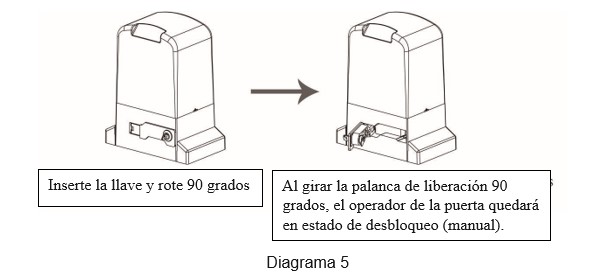 Inserte la llave y rote 90 grados
Al girar la palanca de liberación 90
grados, el operador de la puerta quedará
en estado de desbloqueo (manual).
Diagrama 5